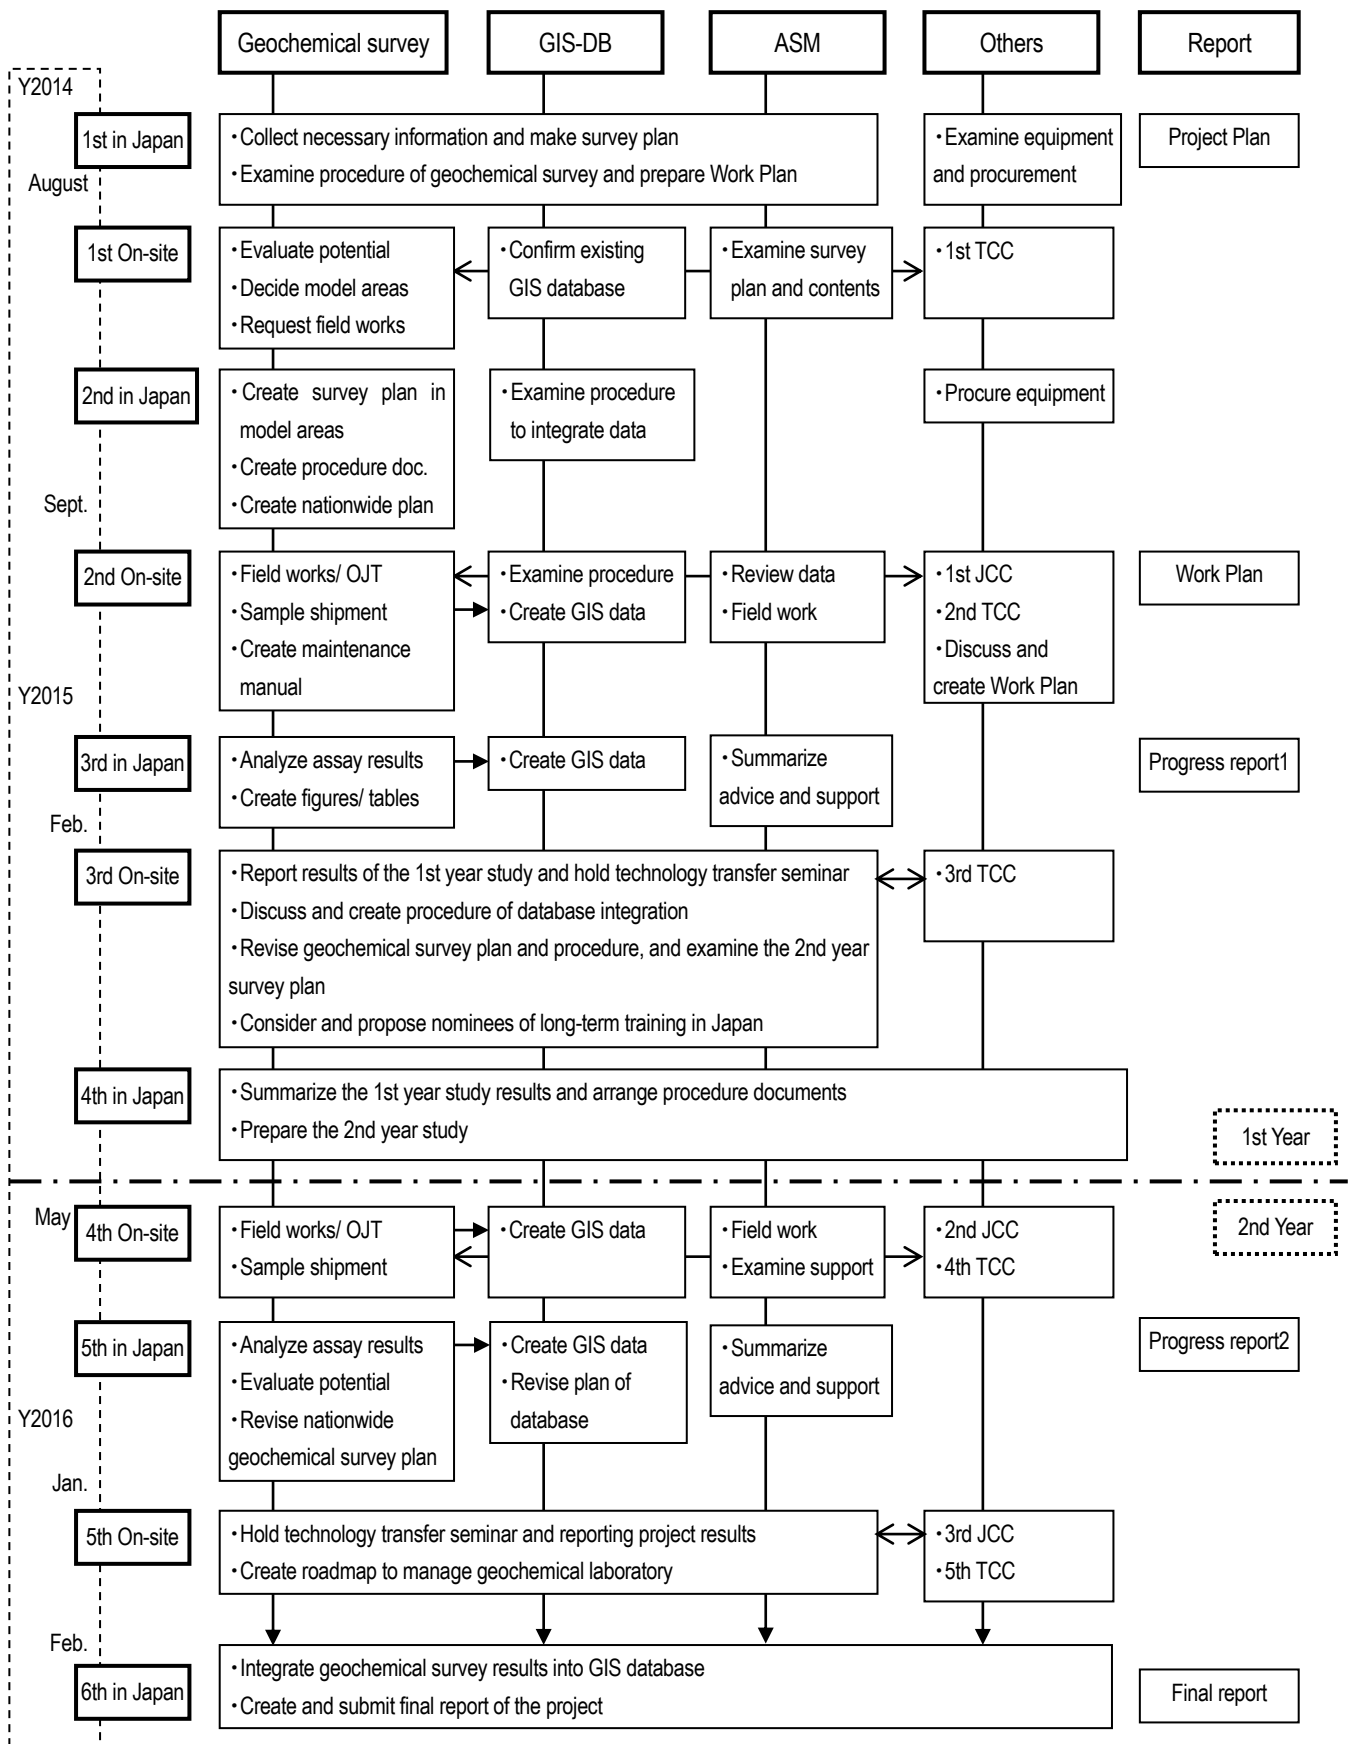 Geochemical survey
GIS-DB
ASM
Others
Report
Y2014
1st in Japan
・Collect necessary information and make survey plan
・Examine procedure of geochemical survey and prepare Work Plan
・Examine equipment
and procurement
Project Plan
August
1st On-site
・Evaluate potential
・Decide model areas
・Request field works
・Confirm existing
GIS database
・Examine survey
plan and contents
・1st TCC
2nd in Japan
・Create survey plan in
model areas
・Create procedure doc.
・Create nationwide plan
・Examine procedure
to integrate data
・Procure equipment
Sept.
2nd On-site
・Field works/ OJT
・Sample shipment
・Create maintenance
manual
・Examine procedure
・Create GIS data
・Review data
・Field work
・1st JCC
・2nd TCC
・Discuss and
create Work Plan
Work Plan
Y2015
3rd in Japan
・Analyze assay results
・Create figures/ tables
・Create GIS data
・Summarize
advice and support
Progress report1
Feb.
3rd On-site
・Report results of the 1st year study and hold technology transfer seminar
・Discuss and create procedure of database integration
・Revise geochemical survey plan and procedure, and examine the 2nd year
survey plan
・Consider and propose nominees of long-term training in Japan
・3rd TCC
4th in Japan
・Summarize the 1st year study results and arrange procedure documents
・Prepare the 2nd year study
1st Year
May
4th On-site
・Field works/ OJT
・Sample shipment
・Create GIS data
・Field work
・Examine support
・2nd JCC
・4th TCC
2nd Year
5th in Japan
・Analyze assay results
・Evaluate potential
・Revise nationwide
geochemical survey plan
・Create GIS data
・Revise plan of
database
・Summarize
advice and support
Progress report2
Y2016
Jan.
5th On-site
・Hold technology transfer seminar and reporting project results
・Create roadmap to manage geochemical laboratory
・3rd JCC
・5th TCC
Feb.
6th in Japan
・Integrate geochemical survey results into GIS database
・Create and submit final report of the project
Final report